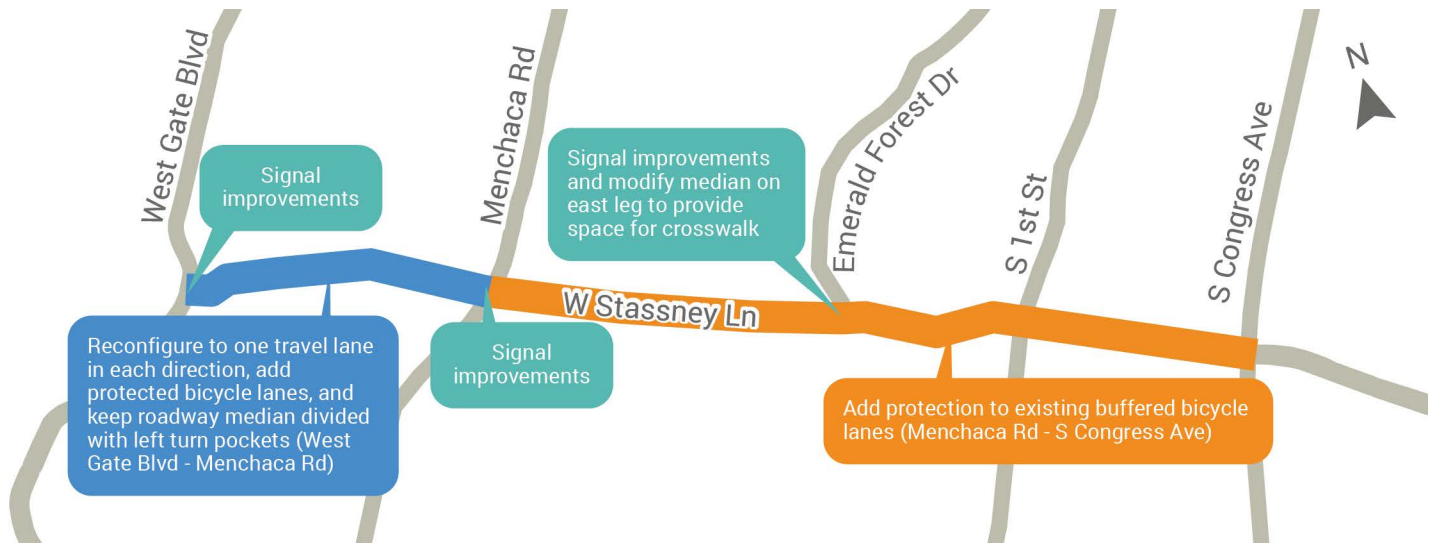 West Gate Blvd
Menchaca Rd
Emerald Forest Dr
S 1st St
S Congress Ave
N
Signal
improvements
Signal improvements
and modify median on
east leg to provide
space for crosswalk
W Stassney Ln
Reconfigure to one travel lane
in each direction, add
protected bicycle lanes, and
keep roadway median divided
with left turn pockets (West
Gate Blvd - Menchaca Rd)
Signal
improvements
Add protection to existing buffered bicycle
lanes (Menchaca Rd - S Congress Ave)